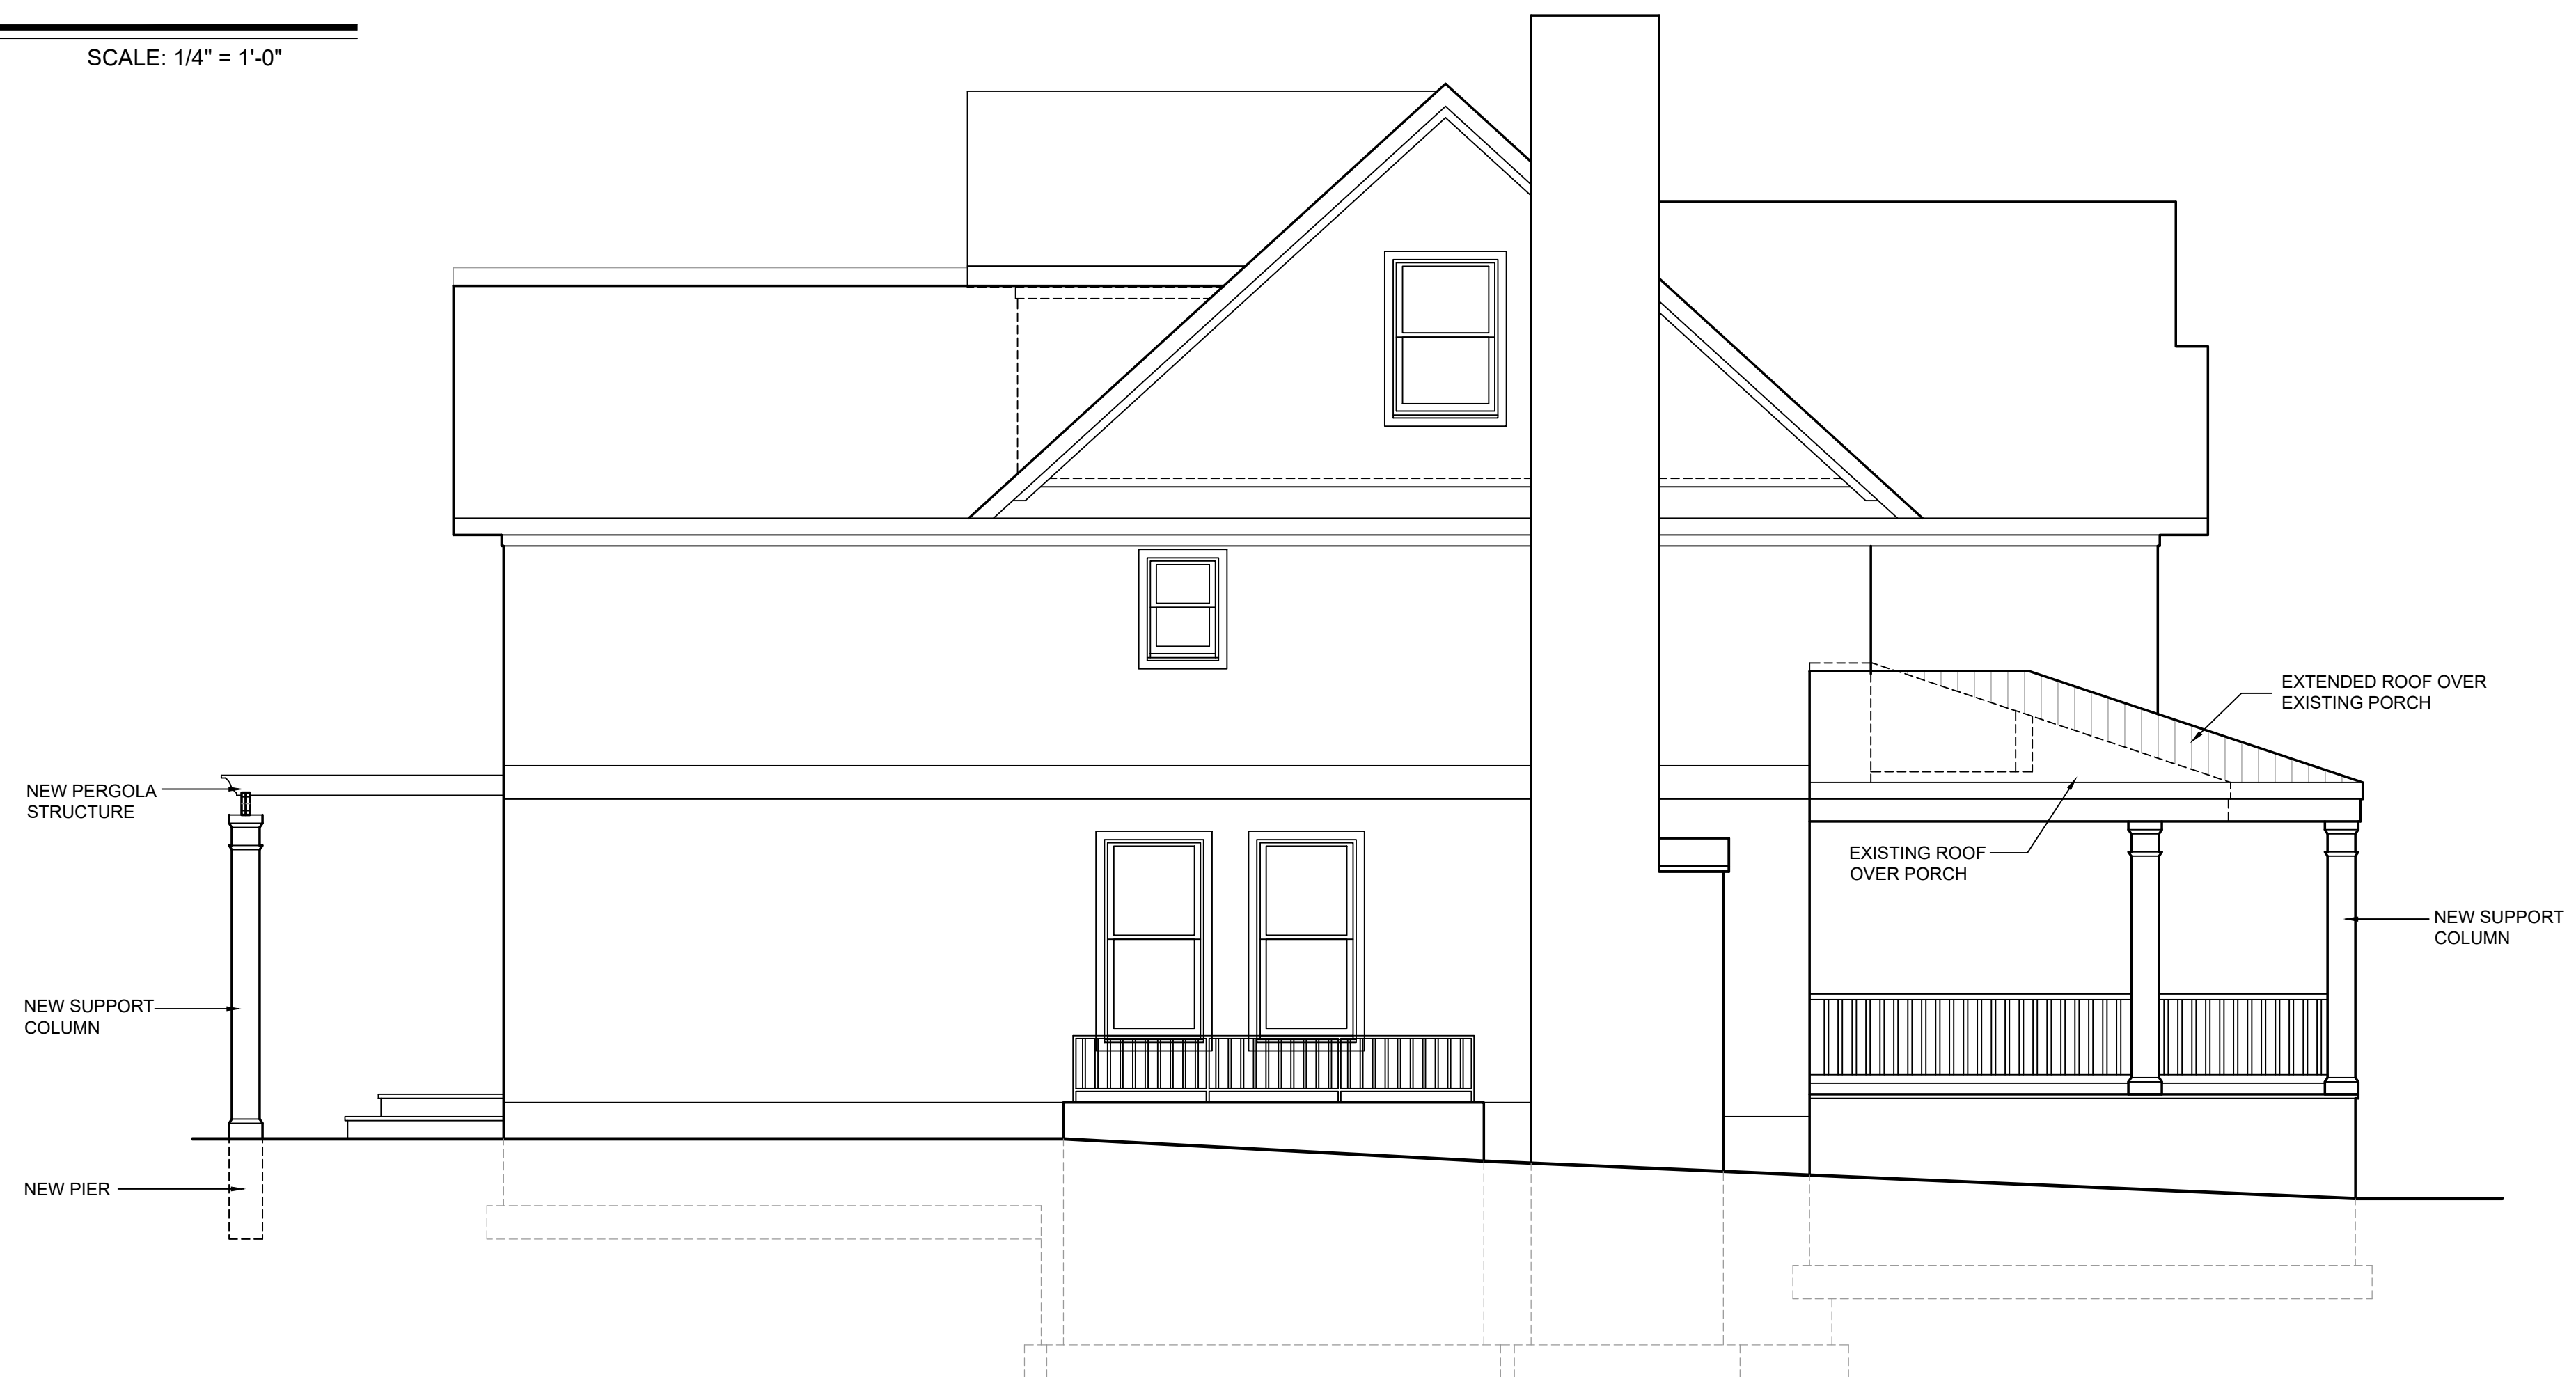 SCALE: 1/4" = 1'-0"
EXTENDED ROOF OVER
EXISTING PORCH
NEW PERGOLA
STRUCTURE
EXISTING ROOF
OVER PORCH
NEW SUPPORT
COLUMN
NEW SUPPORT
COLUMN
NEW PIER